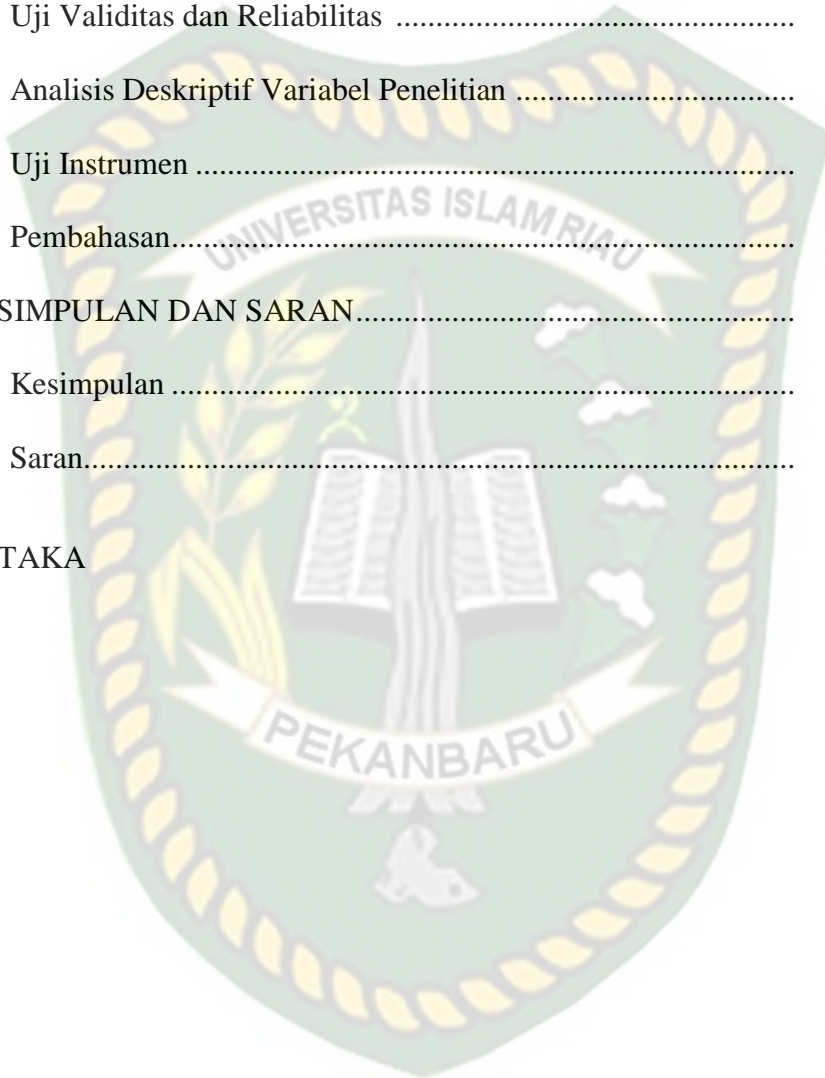 Uji Validitas dan Reliabilitas ....................................................
Analisis Deskriptif Variabel Penelitian ...................................
Uji Instrumen ...........................................................................
UNIVERSITAS ISLAM RIAU
Pembahasan..............................................................................
SIMPULAN DAN SARAN.......................................................
Kesimpulan ..............................................................................
Saran.........................................................................................
TAKA
PEKANBARU